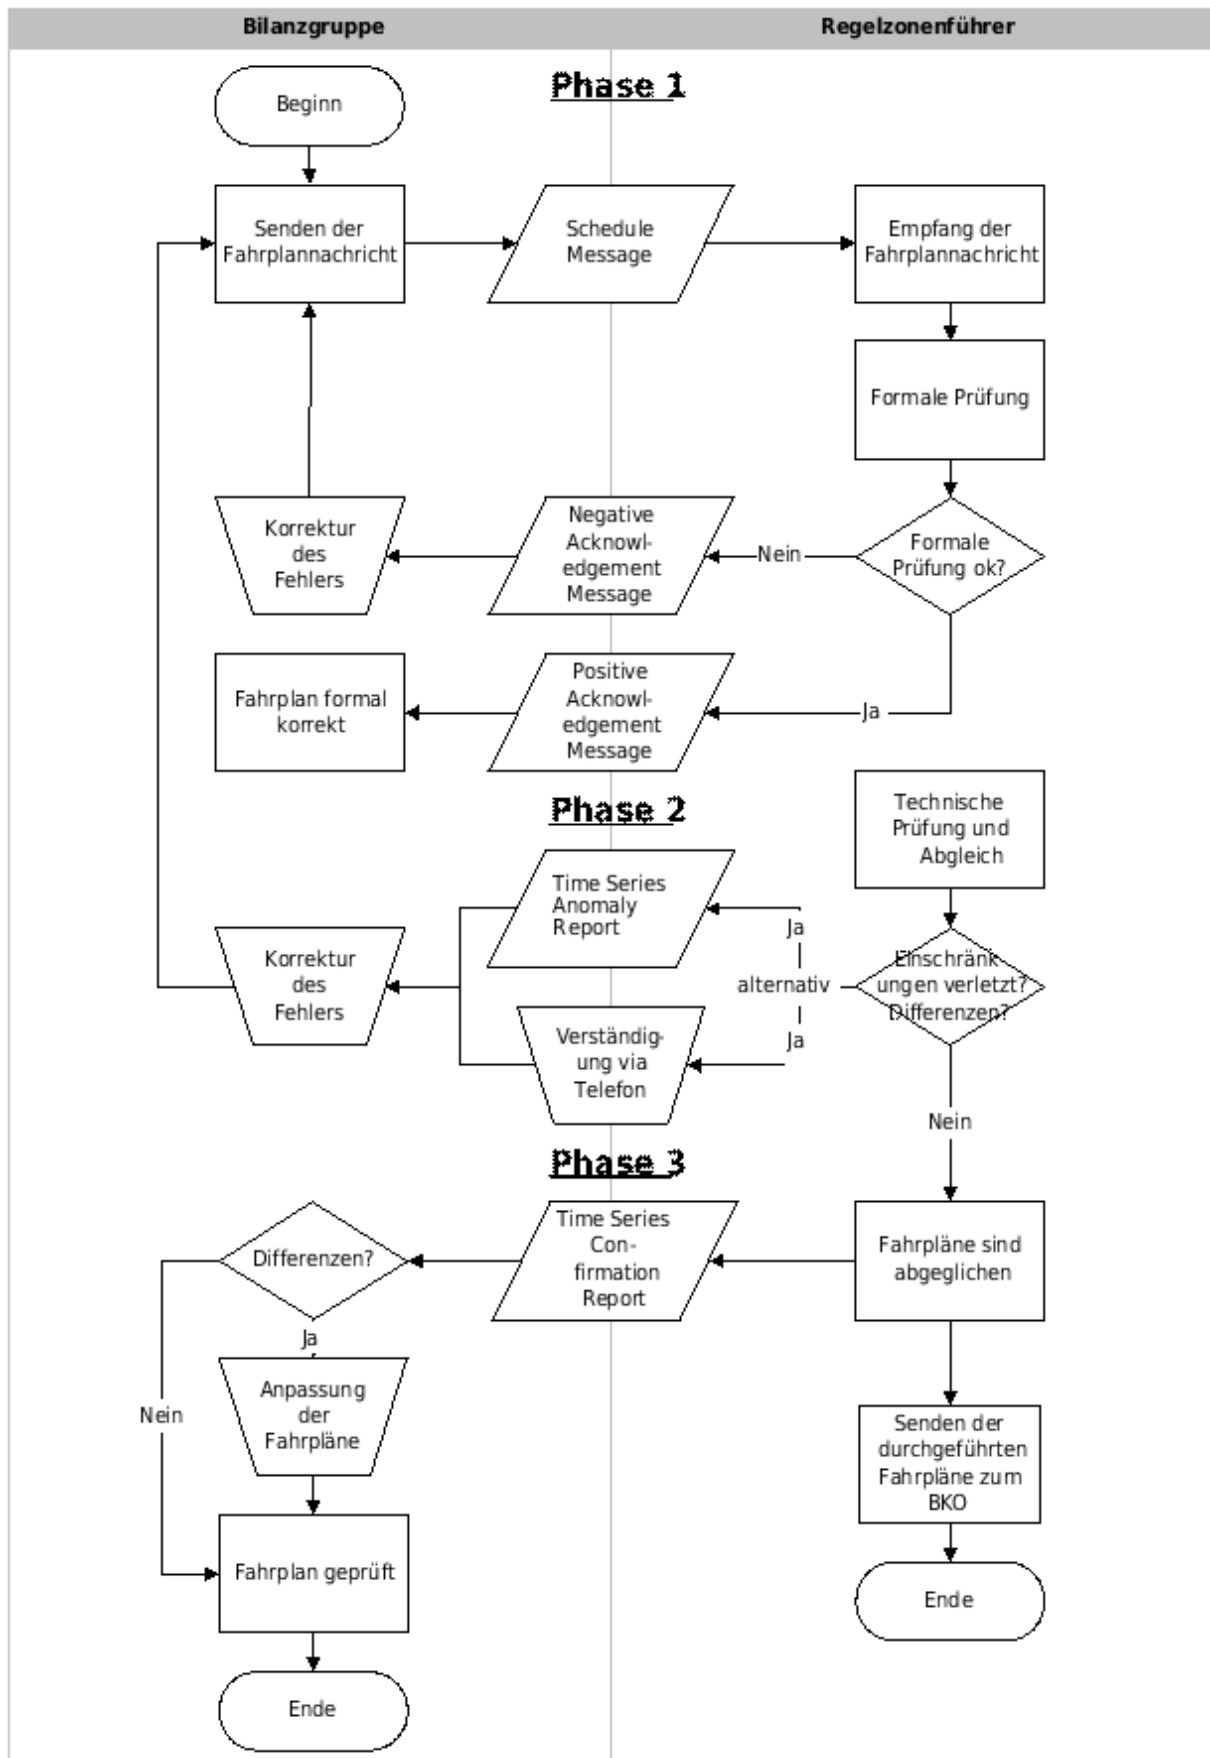 Bilanzgruppe
Regelzonenführer
Phase 1
Beginn
Senden der
Fahrplannachricht
Schedule
Message
Empfang der
Fahrplannachricht
Formale Prüfung
Korrektur
des
Fehlers
Negative
Acknowl-
edgement
Message
Nein
Formale
Prüfung ok?
Fahrplan formal
korrekt
Positive
Acknowl-
edgement
Message
Ja
Phase 2
Technische
Prüfung und
Abgleich
Time Series
Anomaly
Report
Ja
Korrektur
des
Fehlers
alternativ
Einschränk
ungen verletzt?
Differenzen?
Verständig-
ung via
Telefon
Ja
Nein
Phase 3
Differenzen?
Time Series
Con-
firmation
Report
Fahrpläne sind
abgeglichen
Ja
Nein
Anpassung
der
Fahrpläne
Senden der
durchgeführten
Fahrpläne zum
BKO
Fahrplan geprüft
Ende
Ende